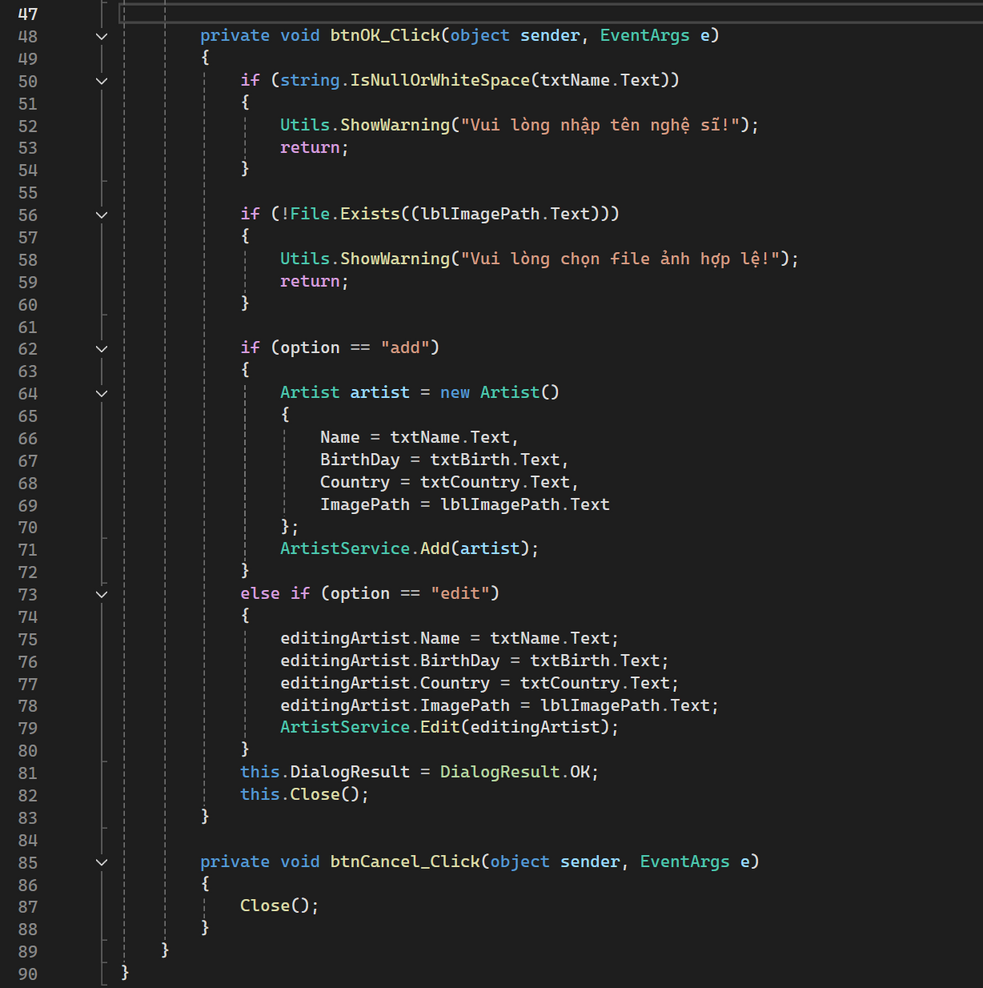 47
48 private void btnOk_Click(object sender, EventArgs e)
49 {
50 if (string.IsNullOrWhiteSpace(txtName.Text))
51 {
52 Utils.ShowWarning("Vui lòng nhập tên nghệ sĩ!");
53 return;
54 }
55
56 if (!File.Exists((lblImagePath.Text)))
57 {
58 Utils.ShowWarning("Vui lòng chọn file ảnh hợp lệ!");
59 return;
60 }
61
62 if (option == "add")
63 {
64 Artist artist = new Artist()
65 {
66 Name = txtName.Text,
67 BirthDay = txtBirth.Text,
68 Country = txtCountry.Text,
69 ImagePath = lblImagePath.Text
70 };
71 ArtistService.Add(artist);
72 }
73 else if (option == "edit")
74 {
75 editingArtist.Name = txtName.Text;
76 editingArtist.BirthDay = txtBirth.Text;
77 editingArtist.Country = txtCountry.Text;
78 editingArtist.ImagePath = lblImagePath.Text;
79 ArtistService.Edit(editingArtist);
80 }
81 this.DialogResult = DialogResult.OK;
82 this.Close();
83 }
84
85 private void btnCancel_Click(object sender, EventArgs e)
86 {
87 Close();
88 }
89 }
90 }